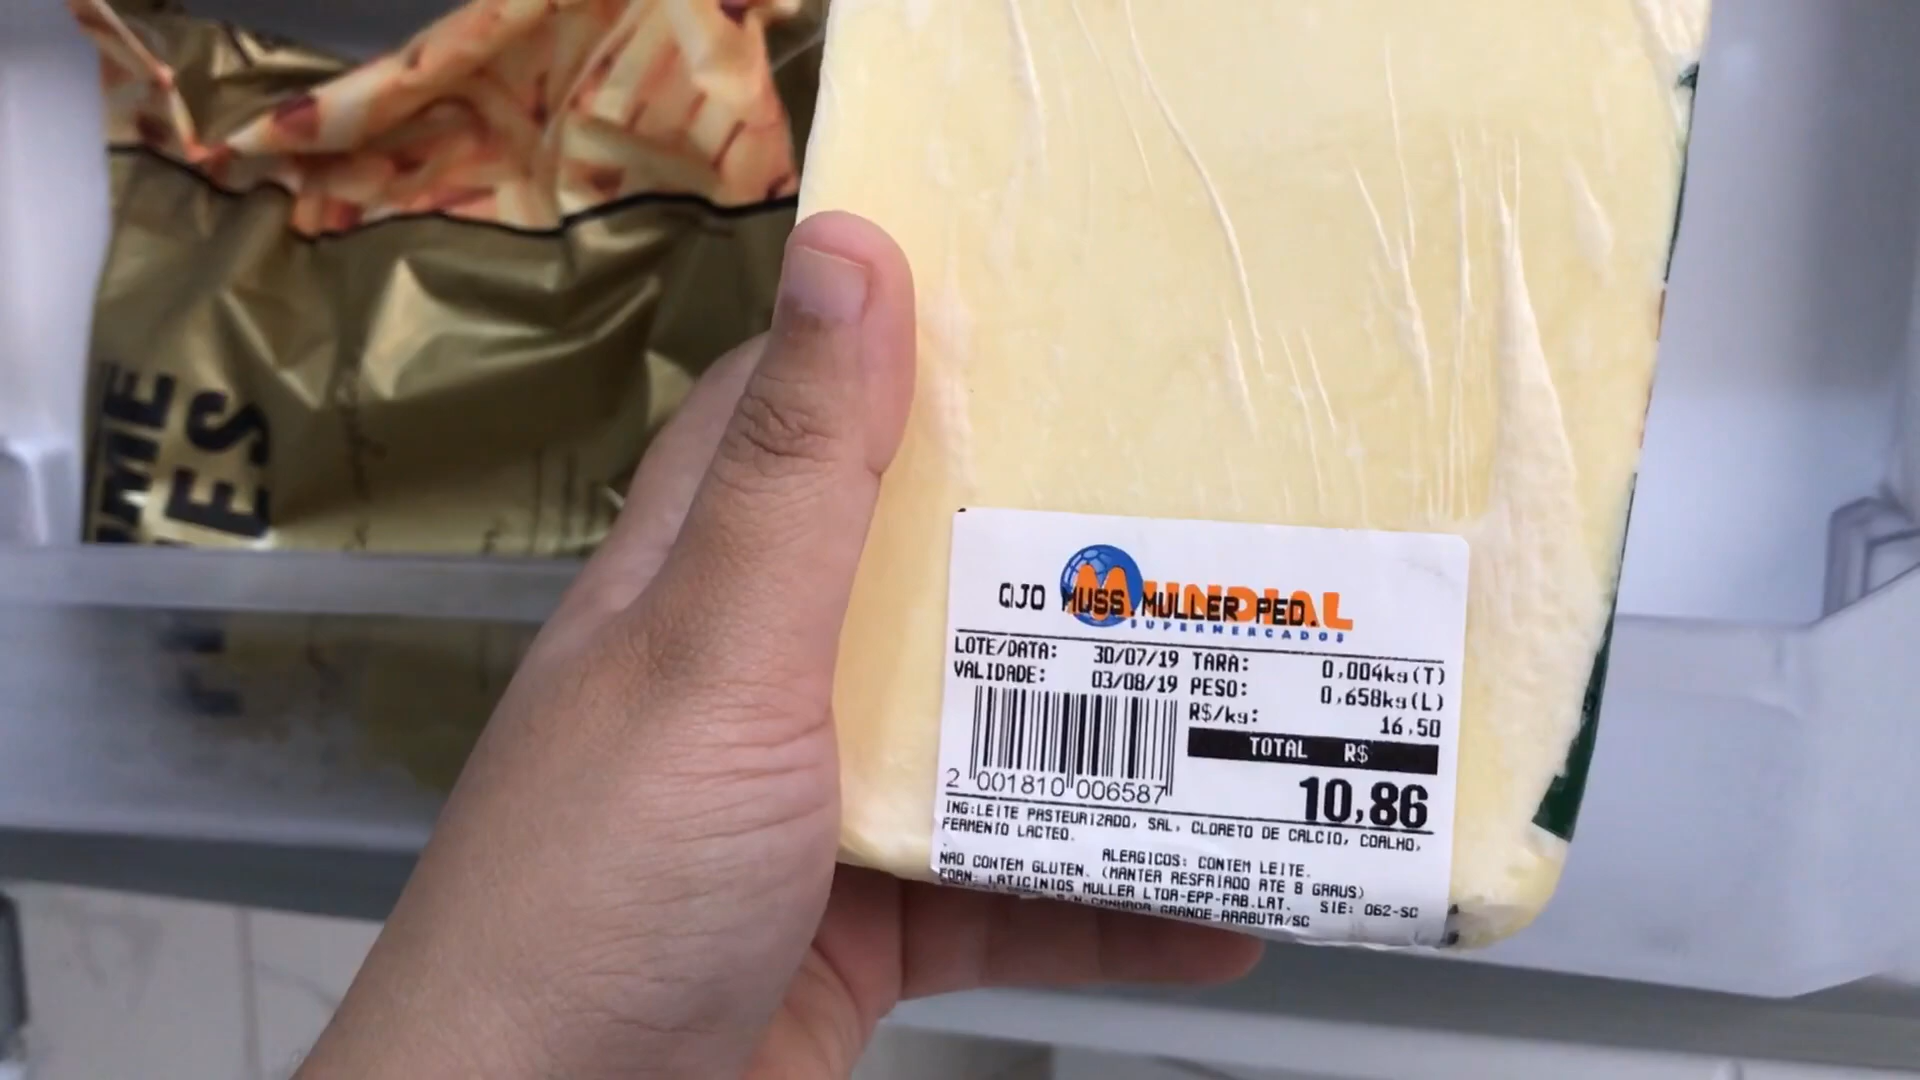 UME
ES
MUNDIAL
SUPERMERCADOS
QJO MUSS.MULLER PED.
LOTE/DATA: 30/07/19 TARA: 0,004kg(T)
VALIDADE: 03/08/19 PESO: 0,658kg(L)
R$/kg: 16,50
TOTAL R$
10,86
2 001810 006587
ING:LEITE PASTEURIZADO, SAL, CLORETO DE CALCIO, COALHO,
FERMENTO LACTEO.
ALERGICOS: CONTEM LEITE.
NAO CONTEM GLUTEN. (MANTER RESFRIADO ATE 8 GRAUS)
FORN: LATICINIOS MULLER LTDA-EPP-FAB.LAT. SIE: 062-SC
GRANDE-ARABUTA/SC